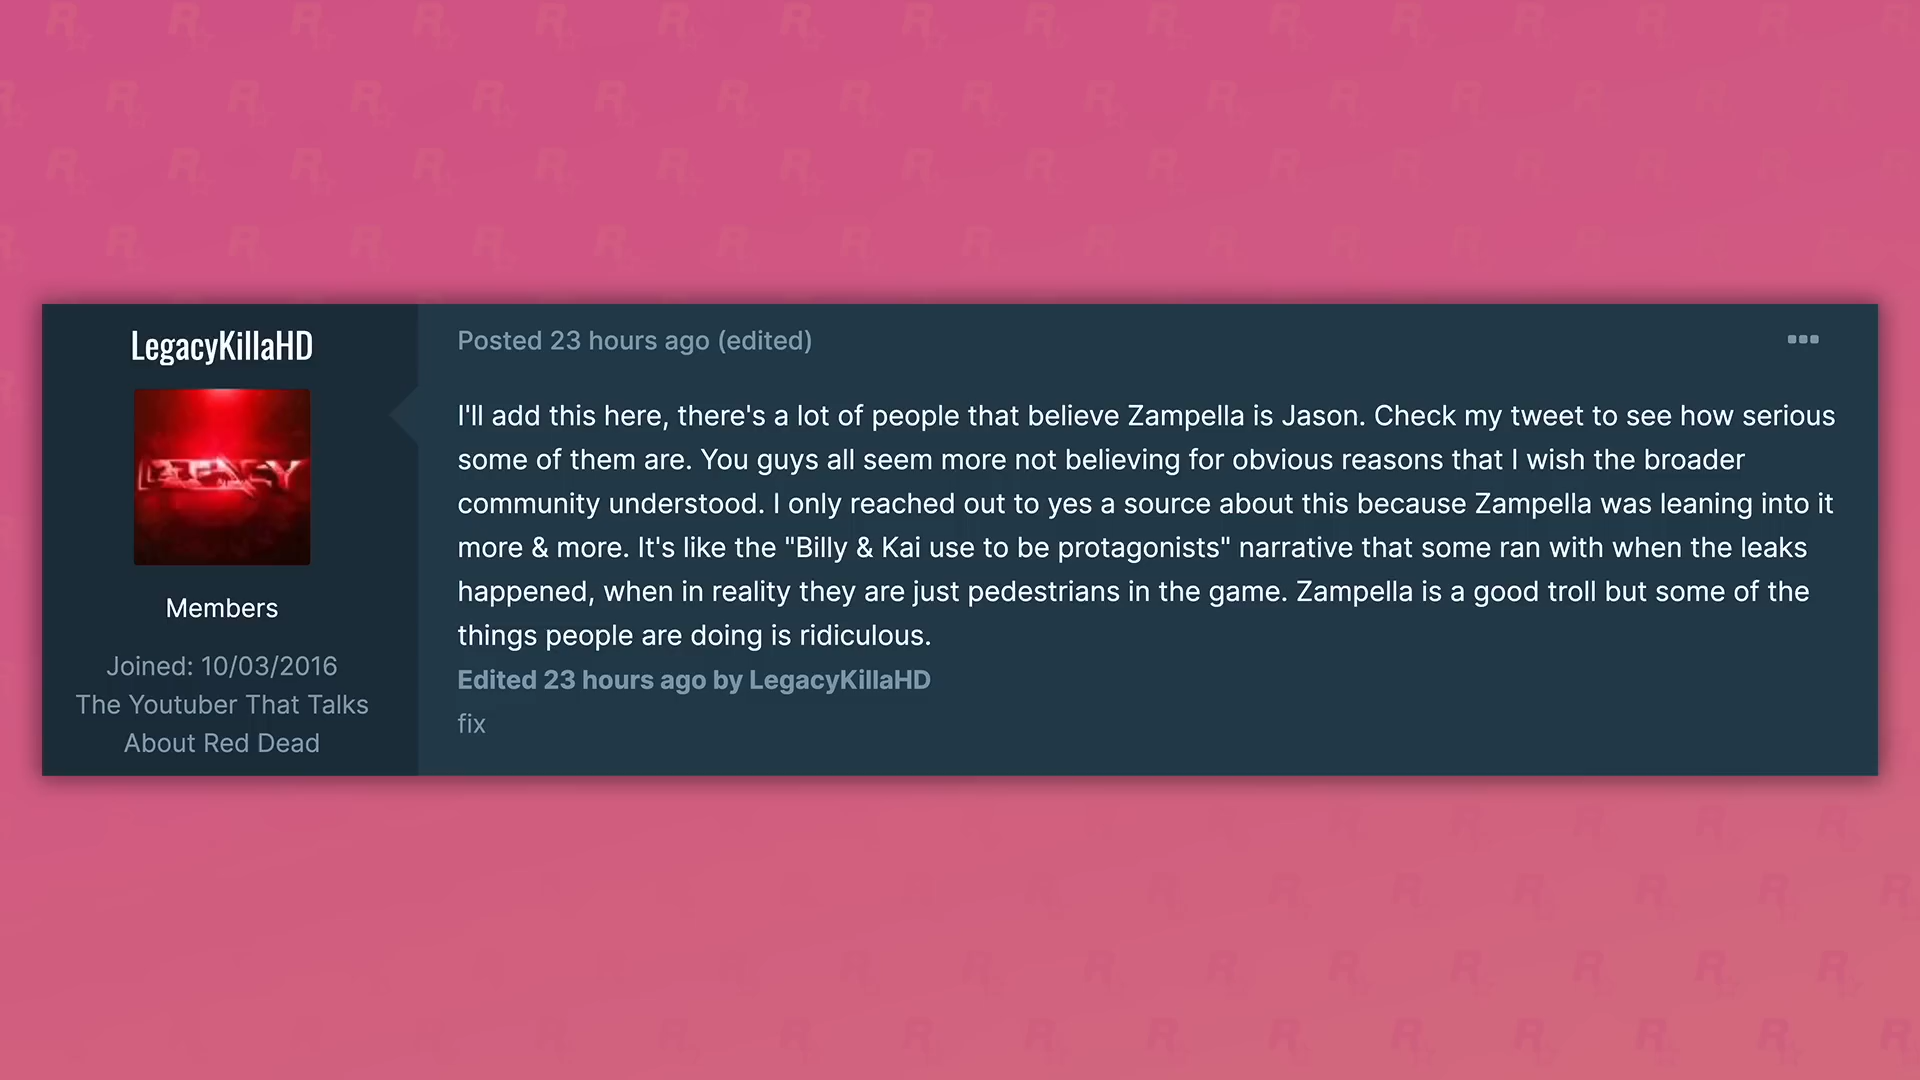 LegacyKillaHD
LEGACY
Members
Joined: 10/03/2016
The Youtuber That Talks
About Red Dead
Posted 23 hours ago (edited)
I'll add this here, there's a lot of people that believe Zampella is Jason. Check my tweet to see how serious
some of them are. You guys all seem more not believing for obvious reasons that I wish the broader
community understood. I only reached out to yes a source about this because Zampella was leaning into it
more & more. It's like the "Billy & Kai use to be protagonists" narrative that some ran with when the leaks
happened, when in reality they are just pedestrians in the game. Zampella is a good troll but some of the
things people are doing is ridiculous.
Edited 23 hours ago by LegacyKillaHD
fix